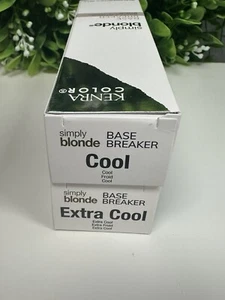 simply
blonde
KENRA
COLOR®
simply
blonde
BASE
BREAKER
Cool
Cool
Froid
Cool
simply
blonde
BASE
BREAKER
Extra Cool
Extra Cool
Extra Froid
Extra Cool